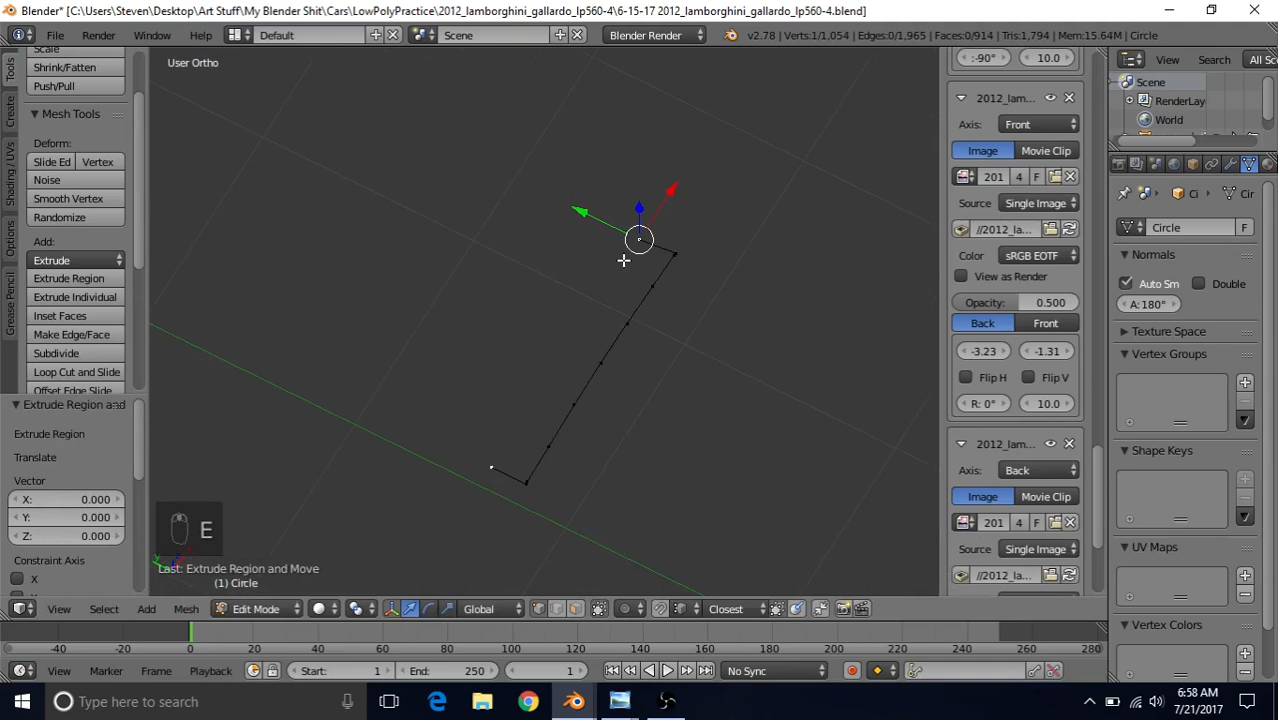 Blender* [C:\Users\Steven\Desktop\Art Stuff\My Blender Shit\Cars\LowPolyPractice\2012_lamborghini_gallardo_lp560-4\6-15-17 2012_lamborghini_gallardo_lp560-4.blend]
File Render Window Help Default Scene Blender Render v2.78 | Verts:1/1,054 | Edges:0/1,965 | Faces:0/914 | Tris:1,794 | Mem:15.64M | Circle
View Search All Sc
Scene
RenderLay
World
Tools
Create
Shading / UVs
Options
Grease Pencil
Scale
Shrink/Fatten
Push/Pull
Mesh Tools
Deform:
Slide Ed Vertex
Noise
Smooth Vertex
Randomize
Add:
Extrude
Extrude Region
Extrude Individual
Inset Faces
Make Edge/Face
Subdivide
Loop Cut and Slide
Offset Edge Slide
Extrude Region and
Extrude Region
Translate
Vector
X: 0.000
Y: 0.000
Z: 0.000
Constraint Axis
X
User Ortho
E
Last: Extrude Region and Move
(1) Circle
:-90° 10.0
2012_lam..
Axis: Front
Image Movie Clip
201 4 F
Source Single Image
//2012_la...
Color sRGB EOTF
View as Render
Opacity: 0.500
Back Front
-3.23 -1.31
Flip H Flip V
R: 0° 10.0
2012_lam..
Axis: Back
Image Movie Clip
201 4 F
Source Single Image
//2012_la...
Ci Cir
Circle F
Normals
Auto Sm Double
A:180°
Texture Space
Vertex Groups
Shape Keys
UV Maps
Vertex Colors
View Select Add Mesh Edit Mode Global Closest
-40 -20 0 20 40 60 80 100 120 140 160 180 200 220 240 260 280
View Marker Frame Playback Start: 1 End: 250 1 No Sync
Type here to search
6:58 AM
7/21/2017